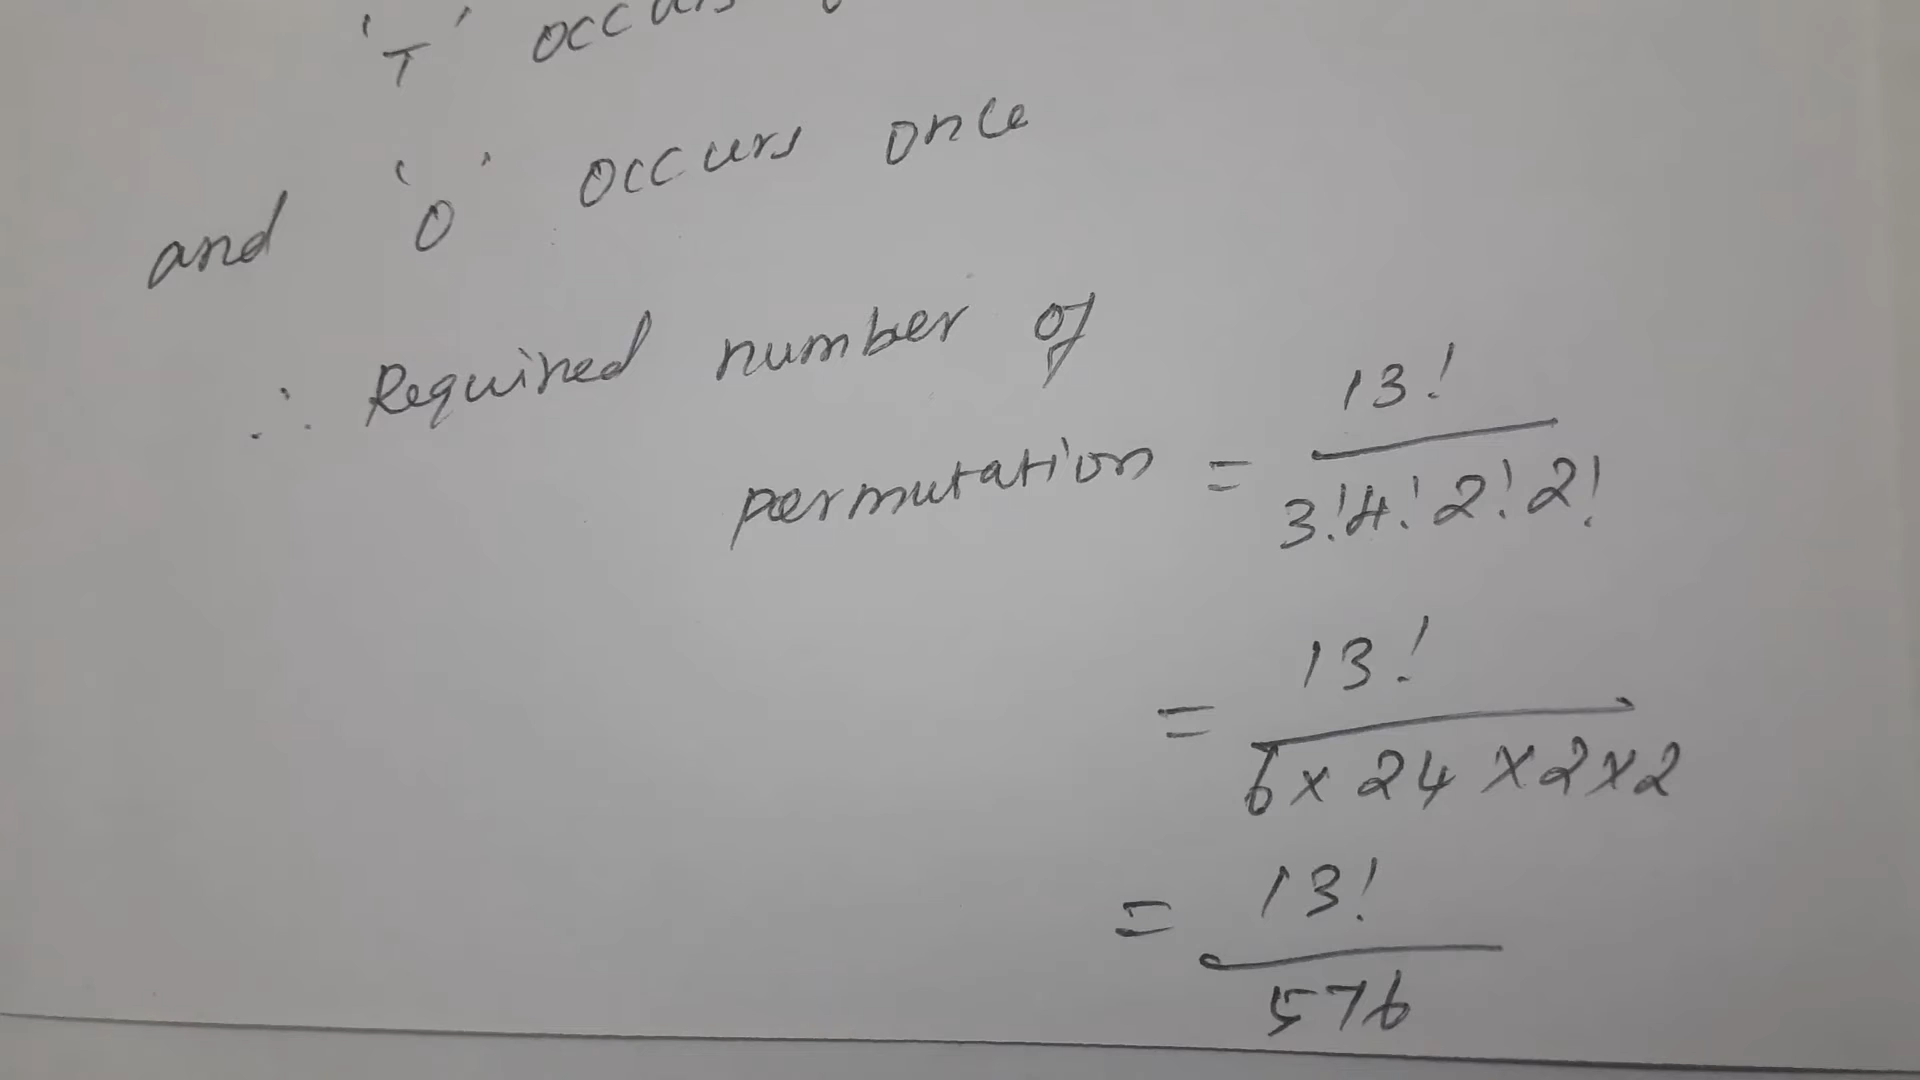 'T' occurs
and 'O' occurs once
∴ Required number of
permutation = 13! / 3!4!2!2!
= 13! / 6 x 24 x 2 x 2
= 13! / 576